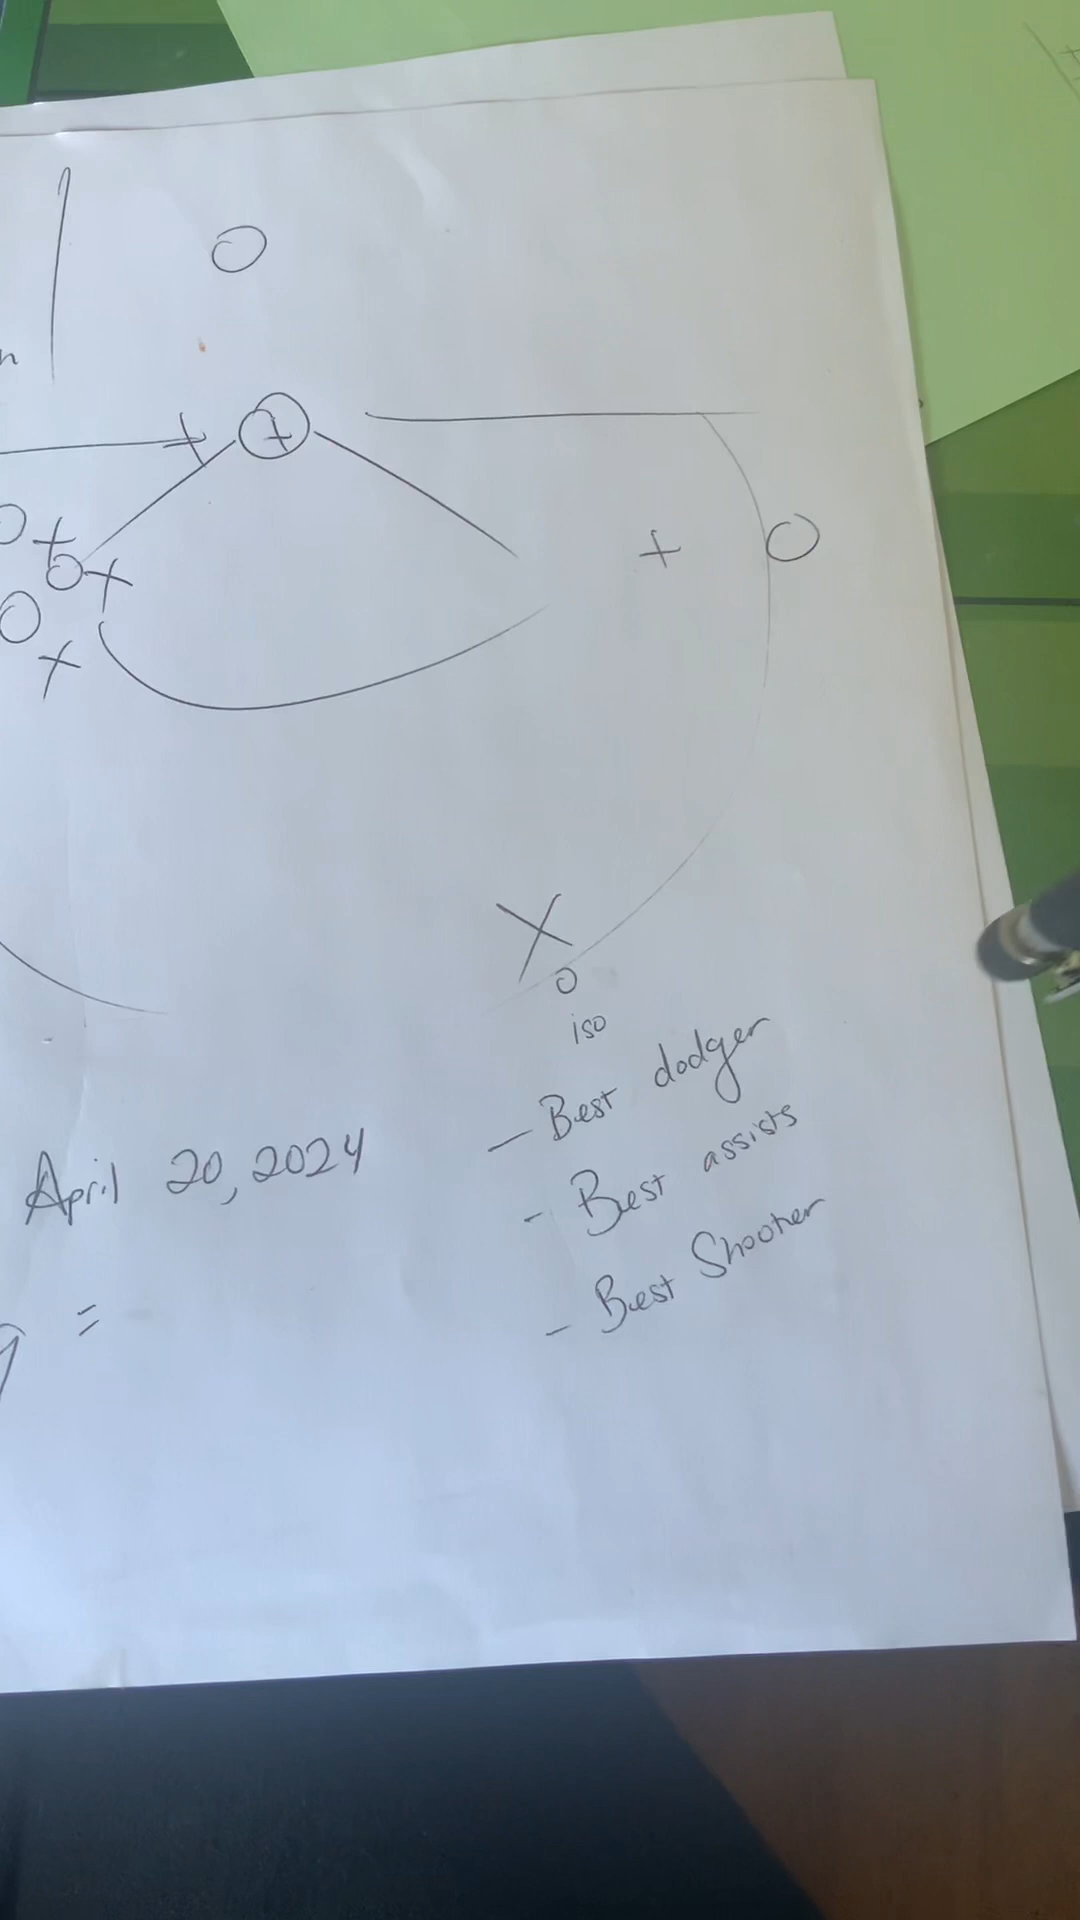 iso
- Best dodger
- Best assists
- Best Shooter
April 20, 2024
=